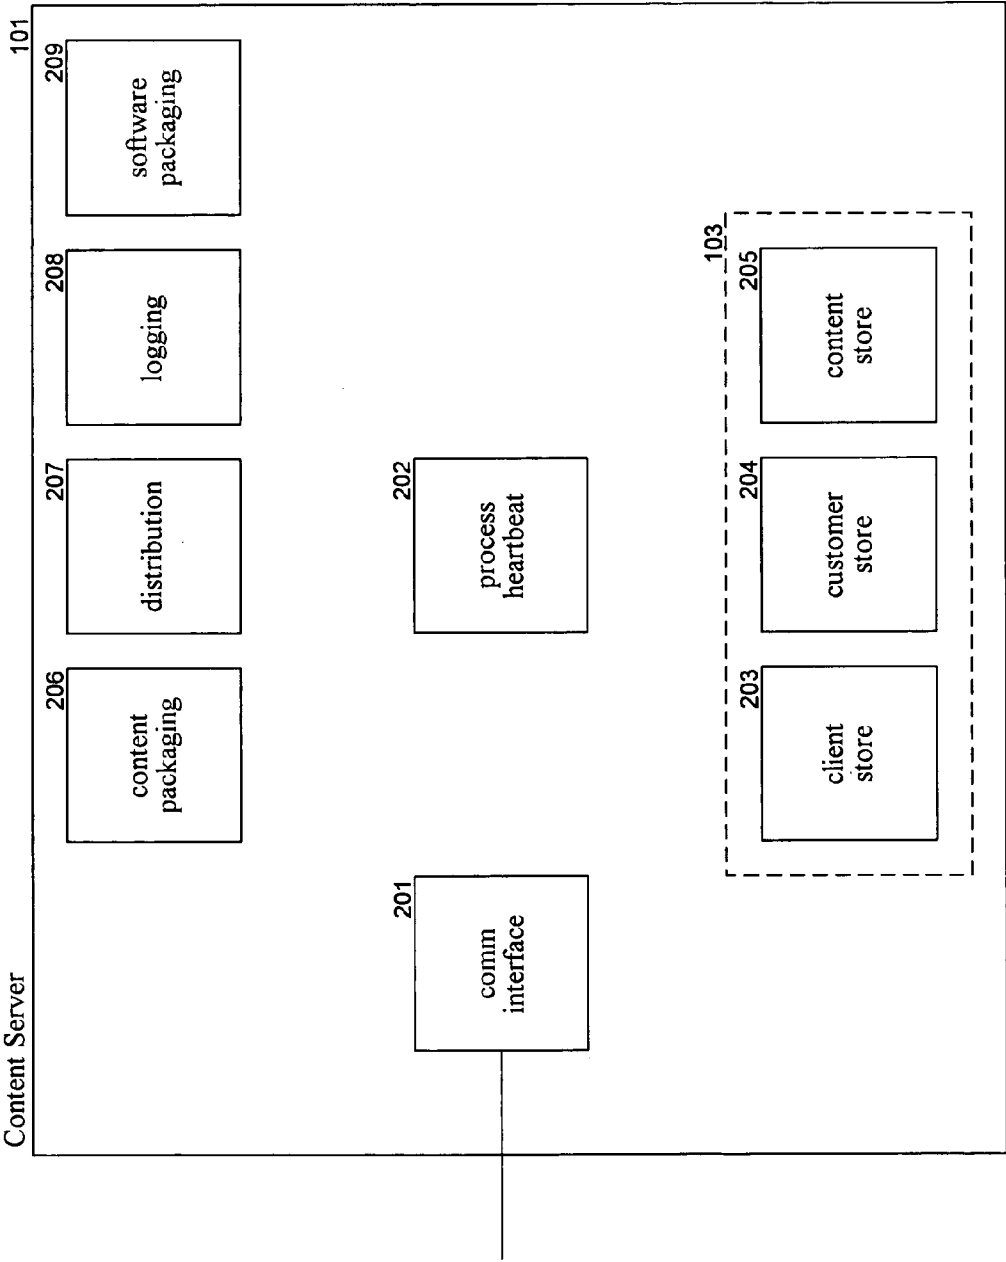 Content Server
101
206
content
packaging
207
distribution
208
logging
209
software
packaging
201
comm
interface
202
process
heartbeat
103
203
client
store
204
customer
store
205
content
store